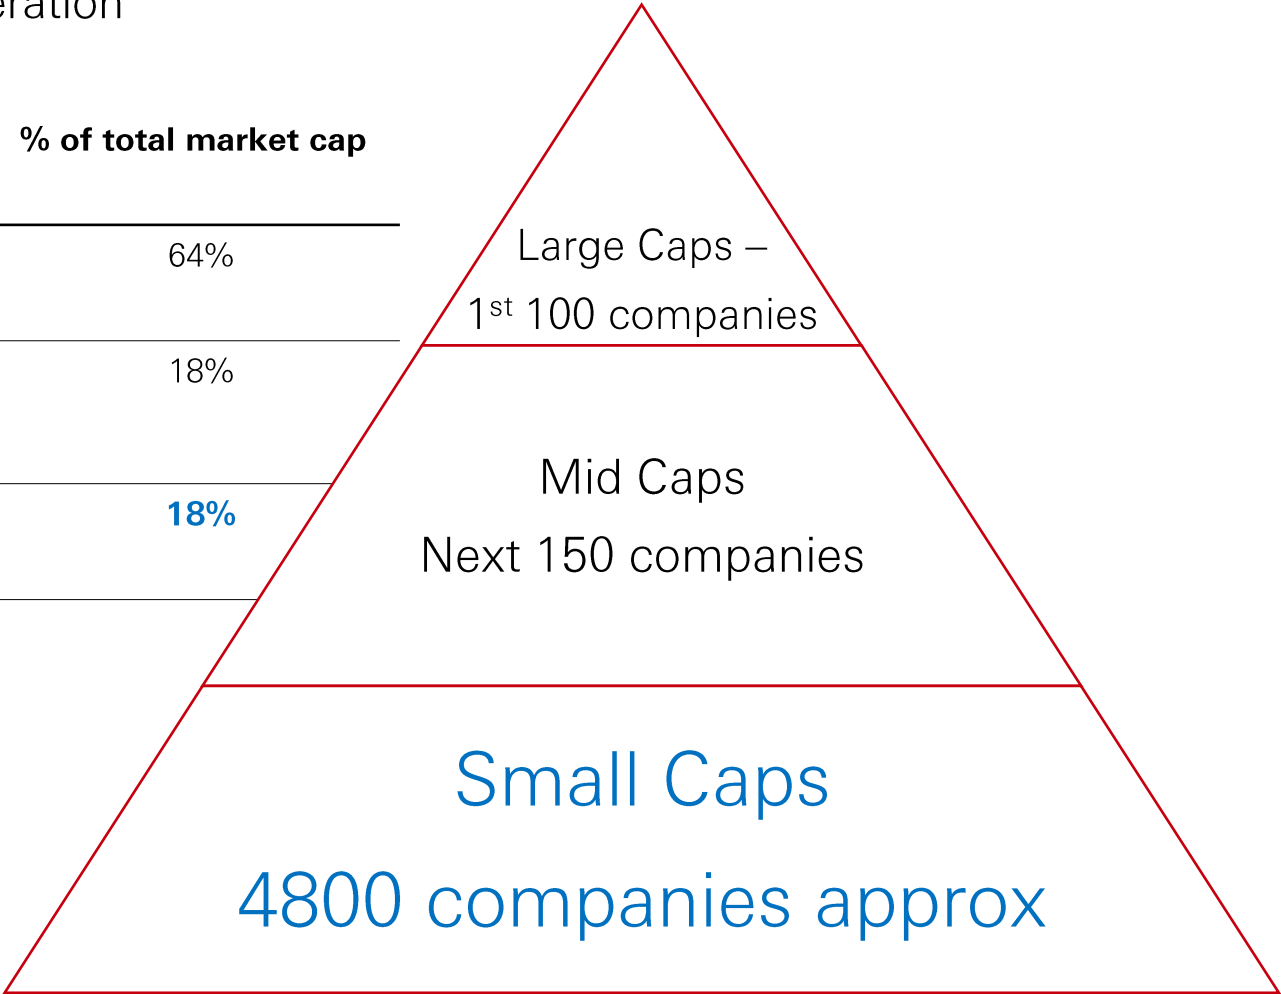 % of total market cap
64%
18%
18%
Large Caps –
1st 100 companies
Mid Caps
Next 150 companies
Small Caps
4800 companies approx